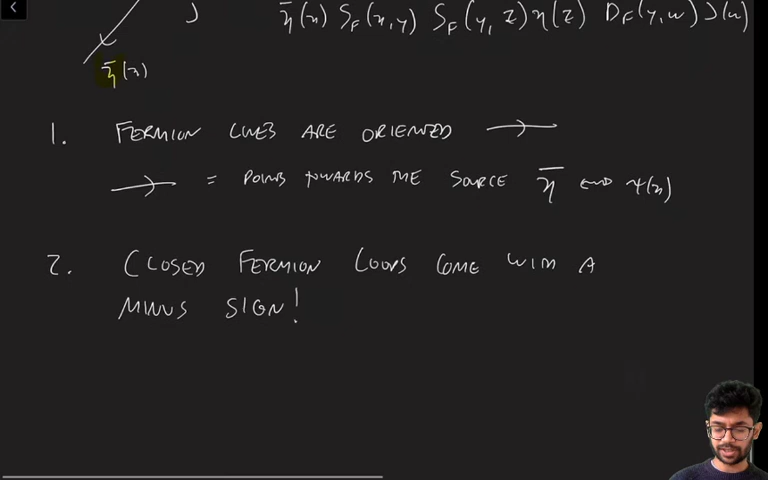 J η̄(x) S_F(x,y) S_F(y,z) η(z) D_F(y,w) J(w)
η̄(x)
1. FERMION LINES ARE ORIENTED →
→ = POINTS TOWARDS THE SOURCE η̄ END ψ(x)
2. CLOSED FERMION LOOPS COME WITH A
MINUS SIGN!